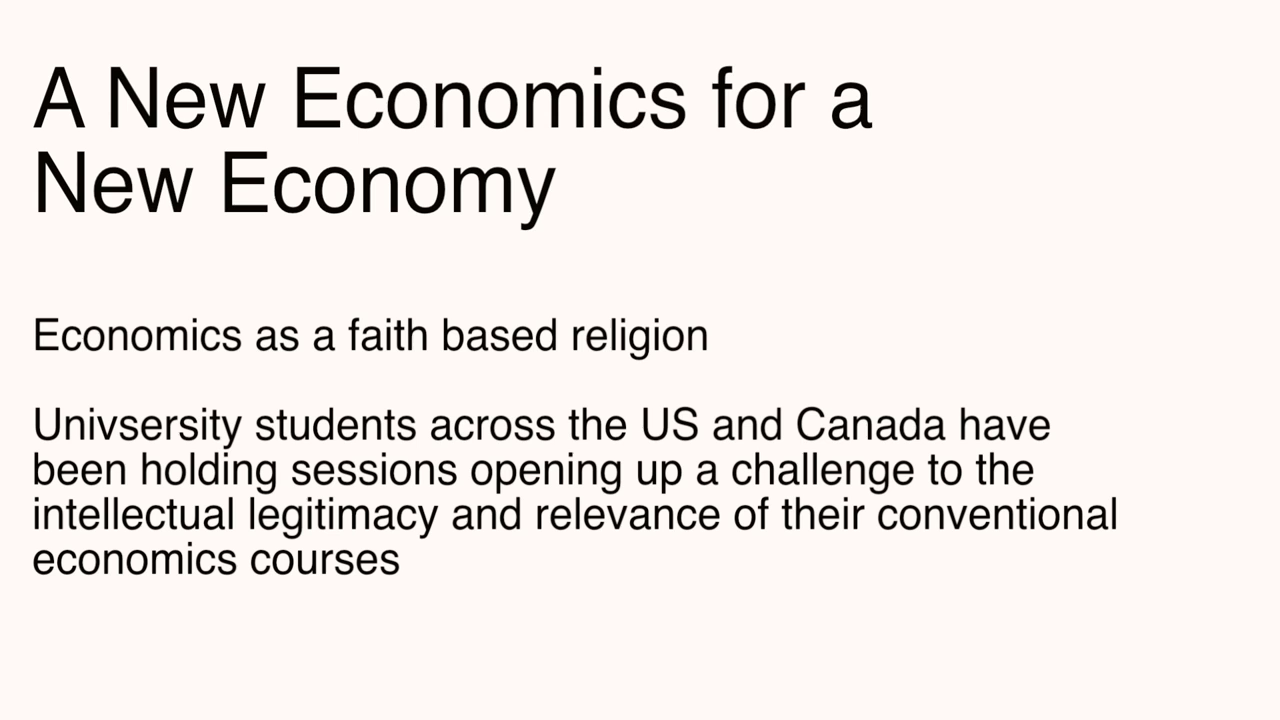 A New Economics for a
New Economy
Economics as a faith based religion
Univsersity students across the US and Canada have
been holding sessions opening up a challenge to the
intellectual legitimacy and relevance of their conventional
economics courses